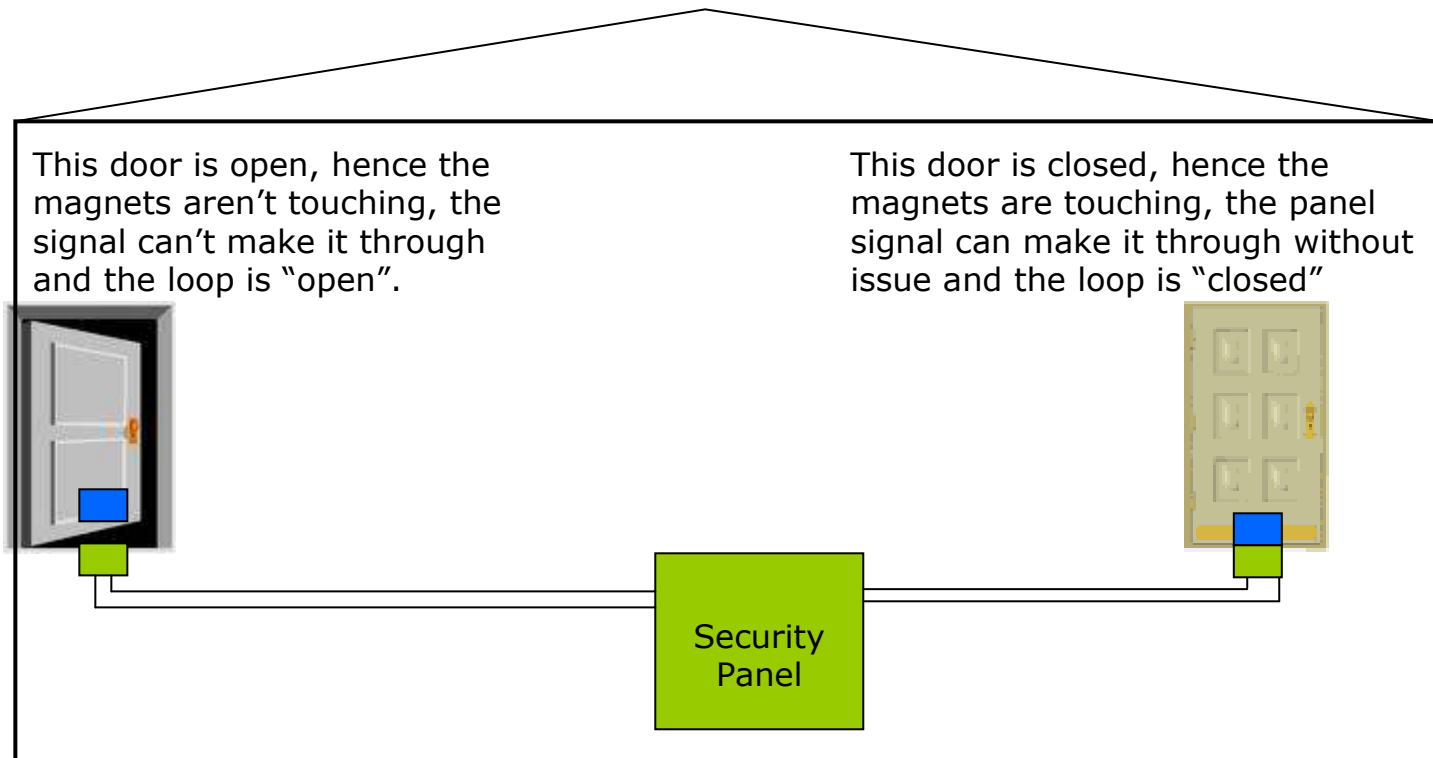 This door is open, hence the
magnets aren’t touching, the
signal can’t make it through
and the loop is “open”.
This door is closed, hence the
magnets are touching, the panel
signal can make it through without
issue and the loop is “closed”
Security
Panel